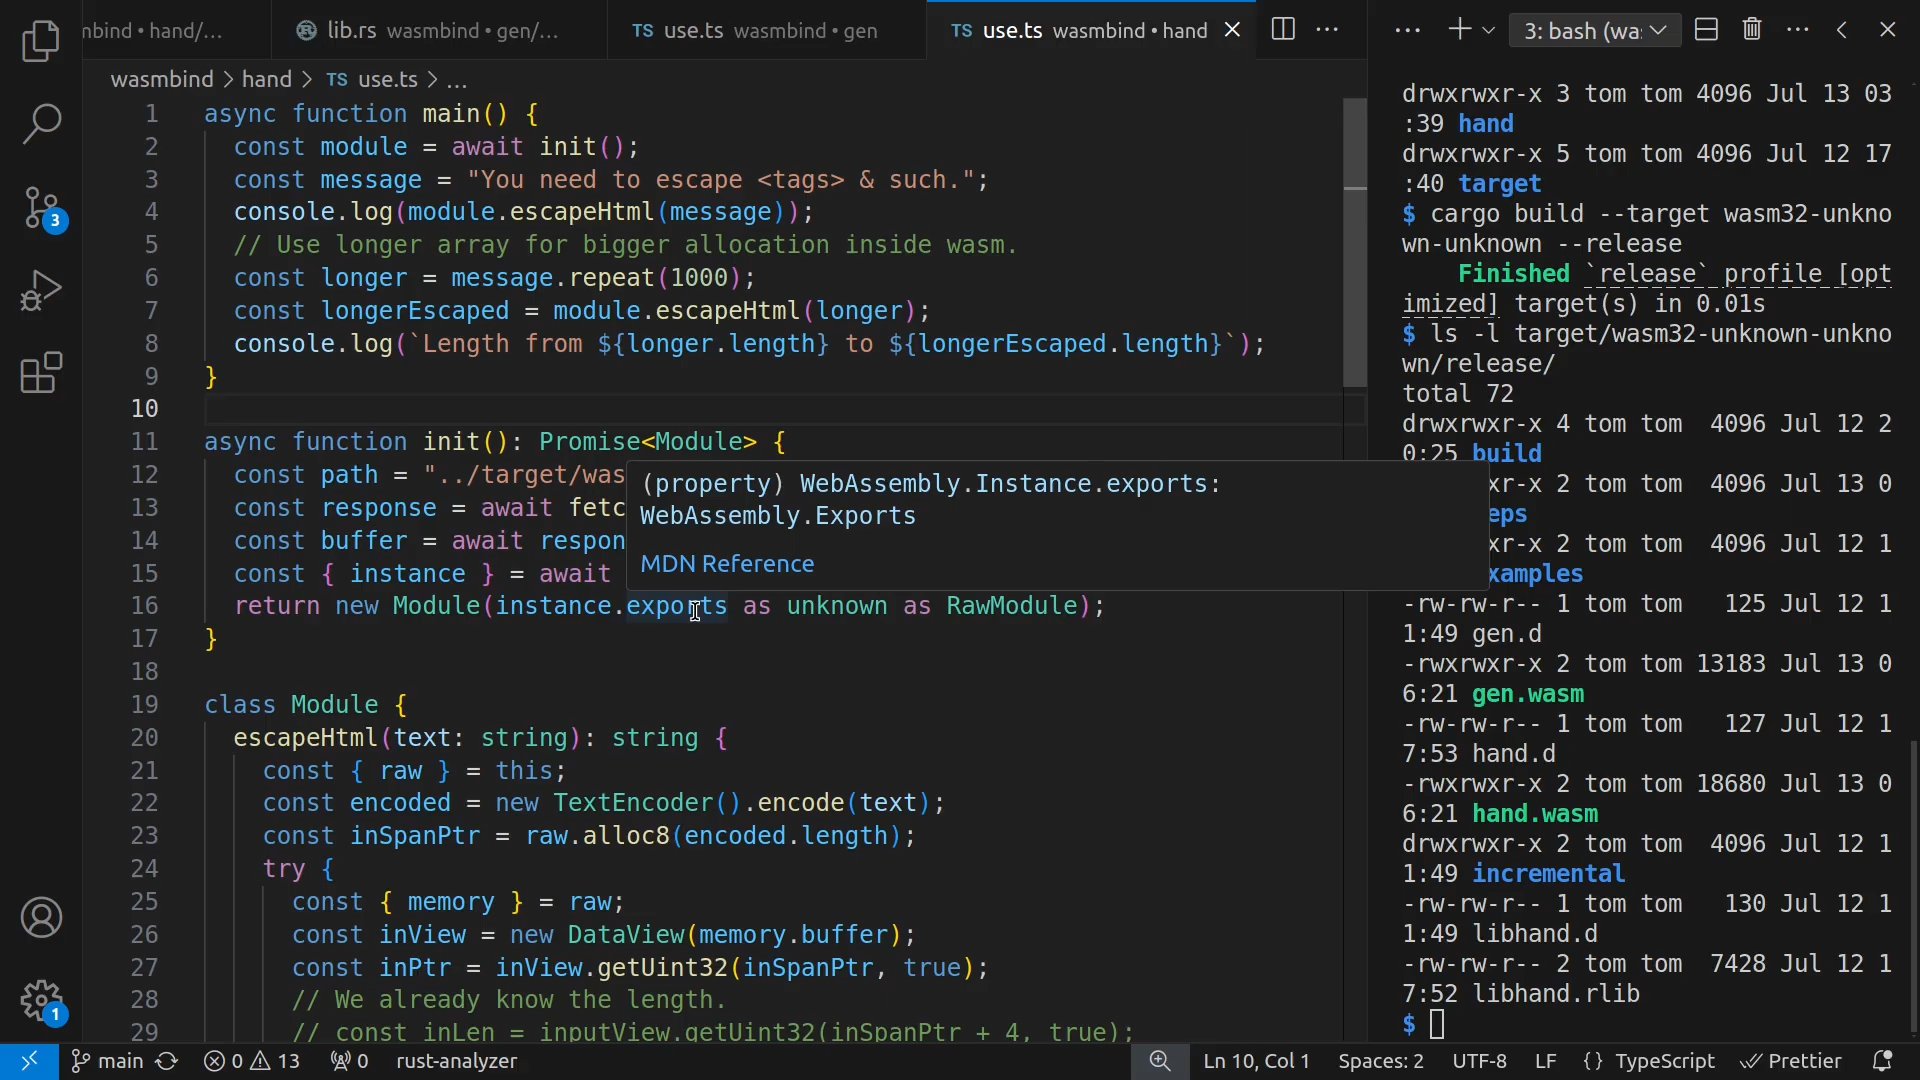 nbind • hand/...
lib.rs wasmbind • gen/...
TS use.ts wasmbind • gen
TS use.ts wasmbind • hand
3: bash (wa:
wasmbind > hand > TS use.ts > ...
1 async function main() {
2 const module = await init();
3 const message = "You need to escape <tags> & such.";
4 console.log(module.escapeHtml(message));
5 // Use longer array for bigger allocation inside wasm.
6 const longer = message.repeat(1000);
7 const longerEscaped = module.escapeHtml(longer);
8 console.log(`Length from ${longer.length} to ${longerEscaped.length}`);
9 }
10
11 async function init(): Promise<Module> {
12 const path = "../target/was
13 const response = await fetc
14 const buffer = await respon
15 const { instance } = await
16 return new Module(instance.exports as unknown as RawModule);
17 }
18
19 class Module {
20 escapeHtml(text: string): string {
21 const { raw } = this;
22 const encoded = new TextEncoder().encode(text);
23 const inSpanPtr = raw.alloc8(encoded.length);
24 try {
25 const { memory } = raw;
26 const inView = new DataView(memory.buffer);
27 const inPtr = inView.getUint32(inSpanPtr, true);
28 // We already know the length.
29 // const inLen = inputView.getUint32(inSpanPtr + 4, true);
(property) WebAssembly.Instance.exports:
WebAssembly.Exports
MDN Reference
drwxrwxr-x 3 tom tom 4096 Jul 13 03
:39 hand
drwxrwxr-x 5 tom tom 4096 Jul 12 17
:40 target
$ cargo build --target wasm32-unkno
wn-unknown --release
Finished `release` profile [opt
imized] target(s) in 0.01s
$ ls -l target/wasm32-unknown-unkno
wn/release/
total 72
drwxrwxr-x 4 tom tom 4096 Jul 12 2
0:25 build
xr-x 2 tom tom 4096 Jul 13 0
eps
xr-x 2 tom tom 4096 Jul 12 1
xamples
-rw-rw-r-- 1 tom tom 125 Jul 12 1
1:49 gen.d
-rwxrwxr-x 2 tom tom 13183 Jul 13 0
6:21 gen.wasm
-rw-rw-r-- 1 tom tom 127 Jul 12 1
7:53 hand.d
-rwxrwxr-x 2 tom tom 18680 Jul 13 0
6:21 hand.wasm
drwxrwxr-x 2 tom tom 4096 Jul 12 1
1:49 incremental
-rw-rw-r-- 1 tom tom 130 Jul 12 1
1:49 libhand.d
-rw-rw-r-- 2 tom tom 7428 Jul 12 1
7:52 libhand.rlib
$
3
1
main 0 13 0 rust-analyzer Ln 10, Col 1 Spaces: 2 UTF-8 LF {} TypeScript Prettier